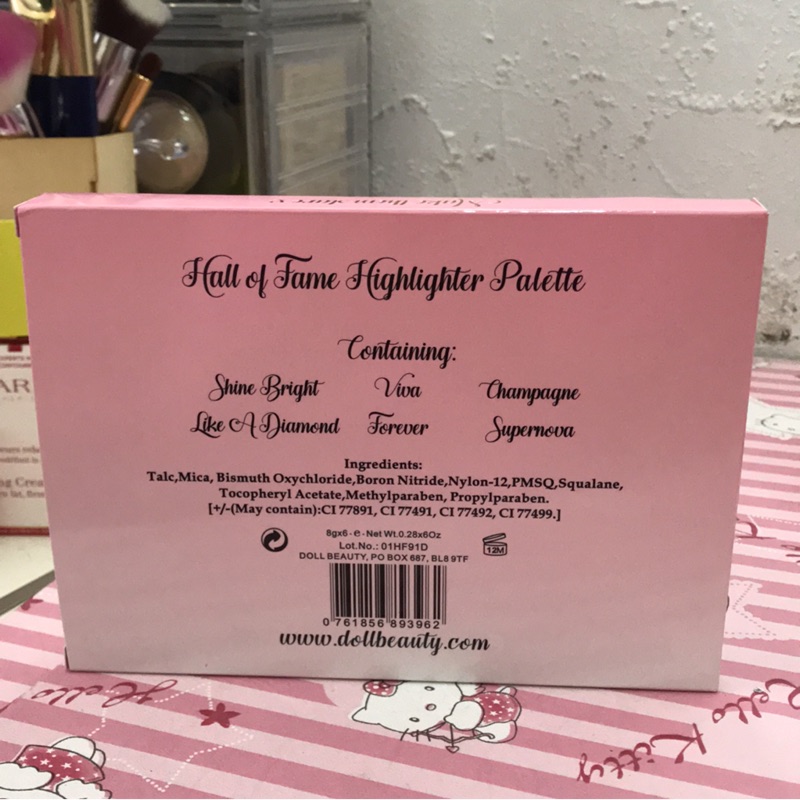 Hall of Fame Highlighter Palette
Containing:
Shine Bright Viva Champagne
Like A Diamond Forever Supernova
Ingredients:
Talc,Mica, Bismuth Oxychloride,Boron Nitride,Nylon-12,PMSQ,Squalane,
Tocopheryl Acetate,Methylparaben, Propylparaben.
[+/-(May contain):CI 77891, CI 77491, CI 77492, CI 77499.]
8gx6 - e - Net Wt.0.28x6Oz
Lot.No.: 01HF91D
DOLL BEAUTY, PO BOX 687, BL8 9TF
12M
0 761856 893962
www.dollbeauty.com
Hello
Hello Kitty